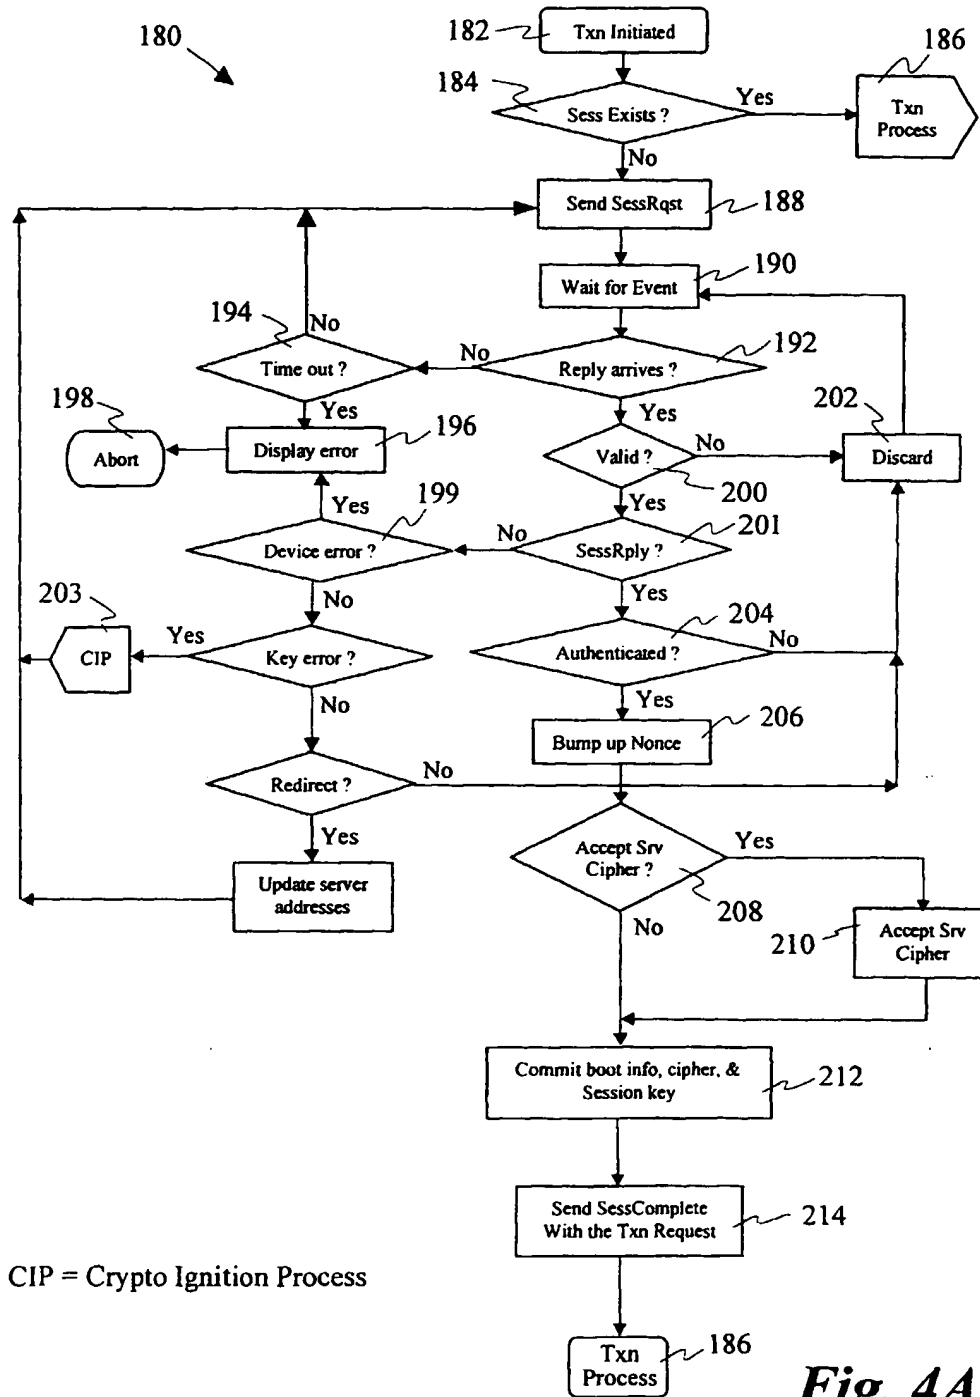 180
182
Txn Initiated
186
184
Sess Exists ?
Yes
Txn
Process
No
Send SessRqst
188
190
Wait for Event
194
No
192
Time out ?
No
Reply arrives ?
198
Yes
Yes
202
Abort
Display error
196
Valid ?
No
Discard
200
Yes
199
Yes
201
Device error ?
No
SessRply ?
203
No
Yes
204
CIP
Yes
Key error ?
Authenticated ?
No
No
Yes
206
Bump up Nonce
Redirect ?
No
Yes
Accept Srv
Cipher ?
Yes
Update server
addresses
208
No
210
Accept Srv
Cipher
Commit boot info, cipher, &
Session key
212
Send SessComplete
With the Txn Request
214
CIP = Crypto Ignition Process
Txn
Process
186
Fig. 4A